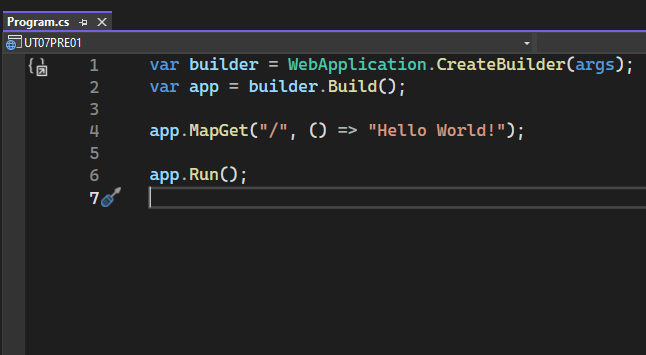 Program.cs
UT07PRE01
1 var builder = WebApplication.CreateBuilder(args);
2 var app = builder.Build();
3
4 app.MapGet("/", () => "Hello World!");
5
6 app.Run();
7